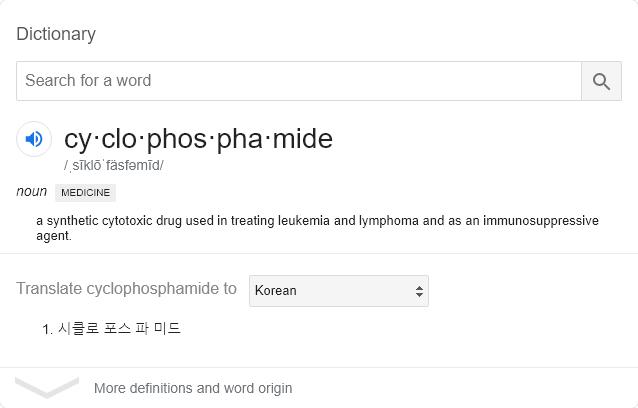 Dictionary
Search for a word
cy·clo·phos·pha·mide
/ˌsīklōˈfäsfəmīd/
noun MEDICINE
a synthetic cytotoxic drug used in treating leukemia and lymphoma and as an immunosuppressive
agent.
Translate cyclophosphamide to Korean
1. 시클로 포스 파 미드
More definitions and word origin